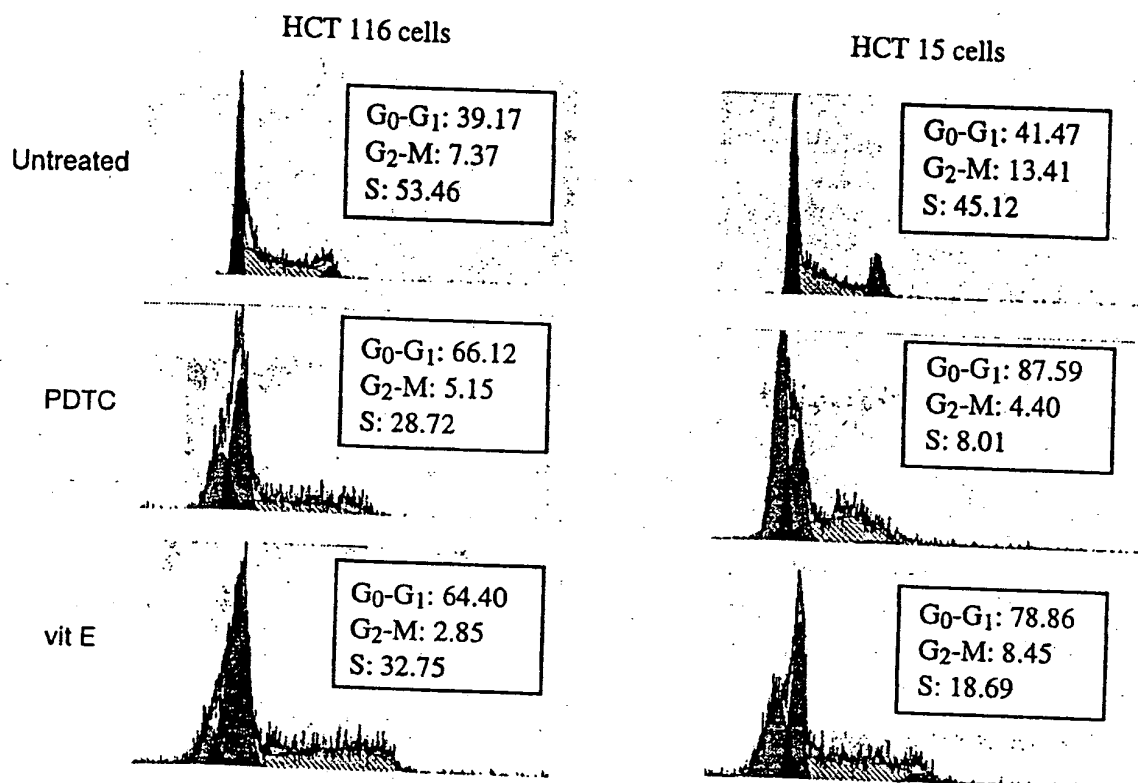 HCT 116 cells
HCT 15 cells
Untreated
G₀-G₁: 39.17
G₂-M: 7.37
S: 53.46
G₀-G₁: 41.47
G₂-M: 13.41
S: 45.12
PDTC
G₀-G₁: 66.12
G₂-M: 5.15
S: 28.72
G₀-G₁: 87.59
G₂-M: 4.40
S: 8.01
vit E
G₀-G₁: 64.40
G₂-M: 2.85
S: 32.75
G₀-G₁: 78.86
G₂-M: 8.45
S: 18.69